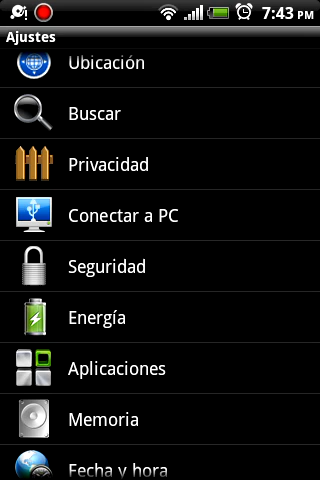 7:43 PM
Ajustes
Ubicación
Buscar
Privacidad
Conectar a PC
Seguridad
Energía
Aplicaciones
Memoria
Fecha y hora